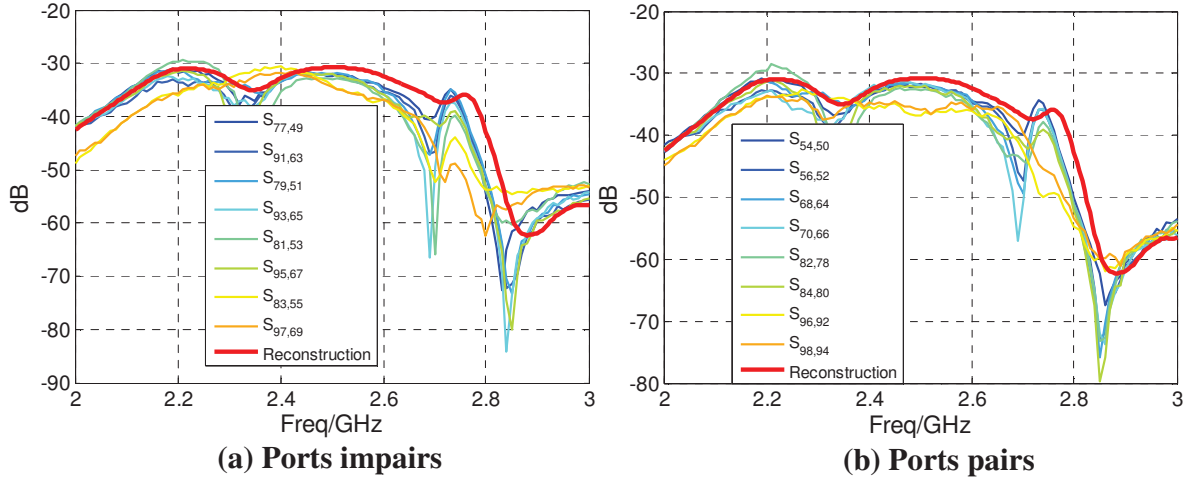 -20
-30
-40
-50
-60
-70
-80
-90
dB
S77,49
S91,63
S79,51
S93,65
S81,53
S95,67
S83,55
S97,69
Reconstruction
2
2.2
2.4
2.6
2.8
3
Freq/GHz
(a) Ports impairs
-20
-30
-40
-50
-60
-70
-80
dB
S54,50
S56,52
S68,64
S70,66
S82,78
S84,80
S96,92
S98,94
Reconstruction
2
2.2
2.4
2.6
2.8
3
Freq/GHz
(b) Ports pairs